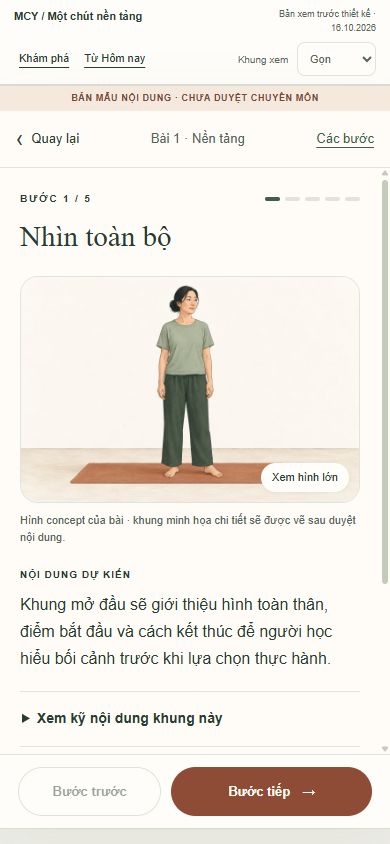 MCY / Một chút nền tảng
Bản xem trước thiết kế ·
16.10.2026
Khám phá
Từ Hôm nay
Khung xem
Gọn
BẢN MẪU NỘI DUNG · CHƯA DUYỆT CHUYÊN MÔN
‹ Quay lại
Bài 1 · Nền tảng
Các bước
BƯỚC 1 / 5
Nhìn toàn bộ
Xem hình lớn
Hình concept của bài · khung minh họa chi tiết sẽ được vẽ sau duyệt
nội dung.
NỘI DUNG DỰ KIẾN
Khung mở đầu sẽ giới thiệu hình toàn thân,
điểm bắt đầu và cách kết thúc để người học
hiểu bối cảnh trước khi lựa chọn thực hành.
▶ Xem kỹ nội dung khung này
Bước trước
Bước tiếp →